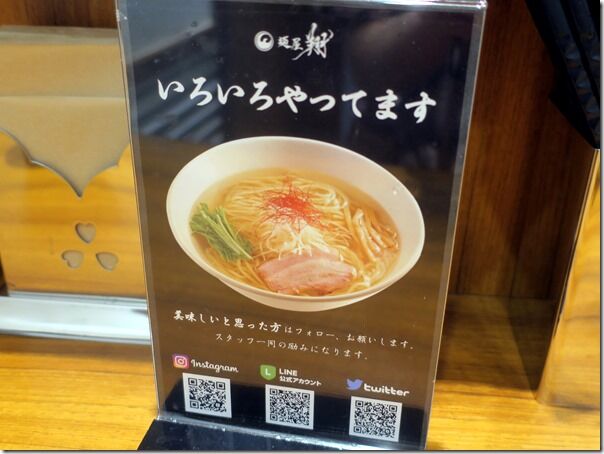 麺屋 翔
いろいろやってます
美味しいと思った方はフォロー、お願いします。
スタッフ一同の励みになります。
Instagram
L LINE
公式アカウント
twitter